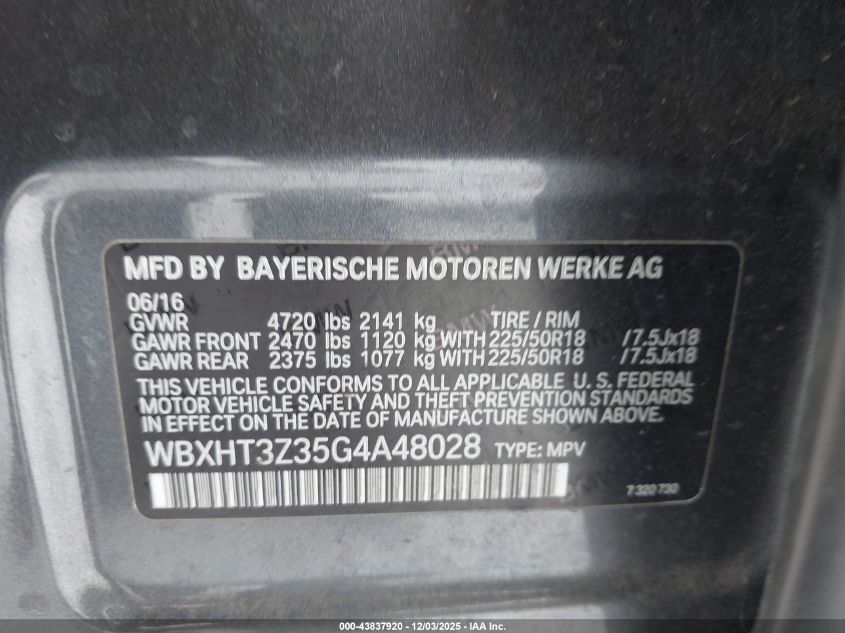 MFD BY BAYERISCHE MOTOREN WERKE AG
06/16
GVWR 4720 lbs 2141 kg TIRE / RIM
GAWR FRONT 2470 lbs 1120 kg WITH 225/50R18 /7.5Jx18
GAWR REAR 2375 lbs 1077 kg WITH 225/50R18 /7.5Jx18
THIS VEHICLE CONFORMS TO ALL APPLICABLE U. S. FEDERAL
MOTOR VEHICLE SAFETY AND THEFT PREVENTION STANDARDS
IN EFFECT ON THE DATE OF MANUFACTURE SHOWN ABOVE.
WBXHT3Z35G4A48028 TYPE: MPV
7 320 730
000-43837920 | 12/03/2025 - IAA Inc.